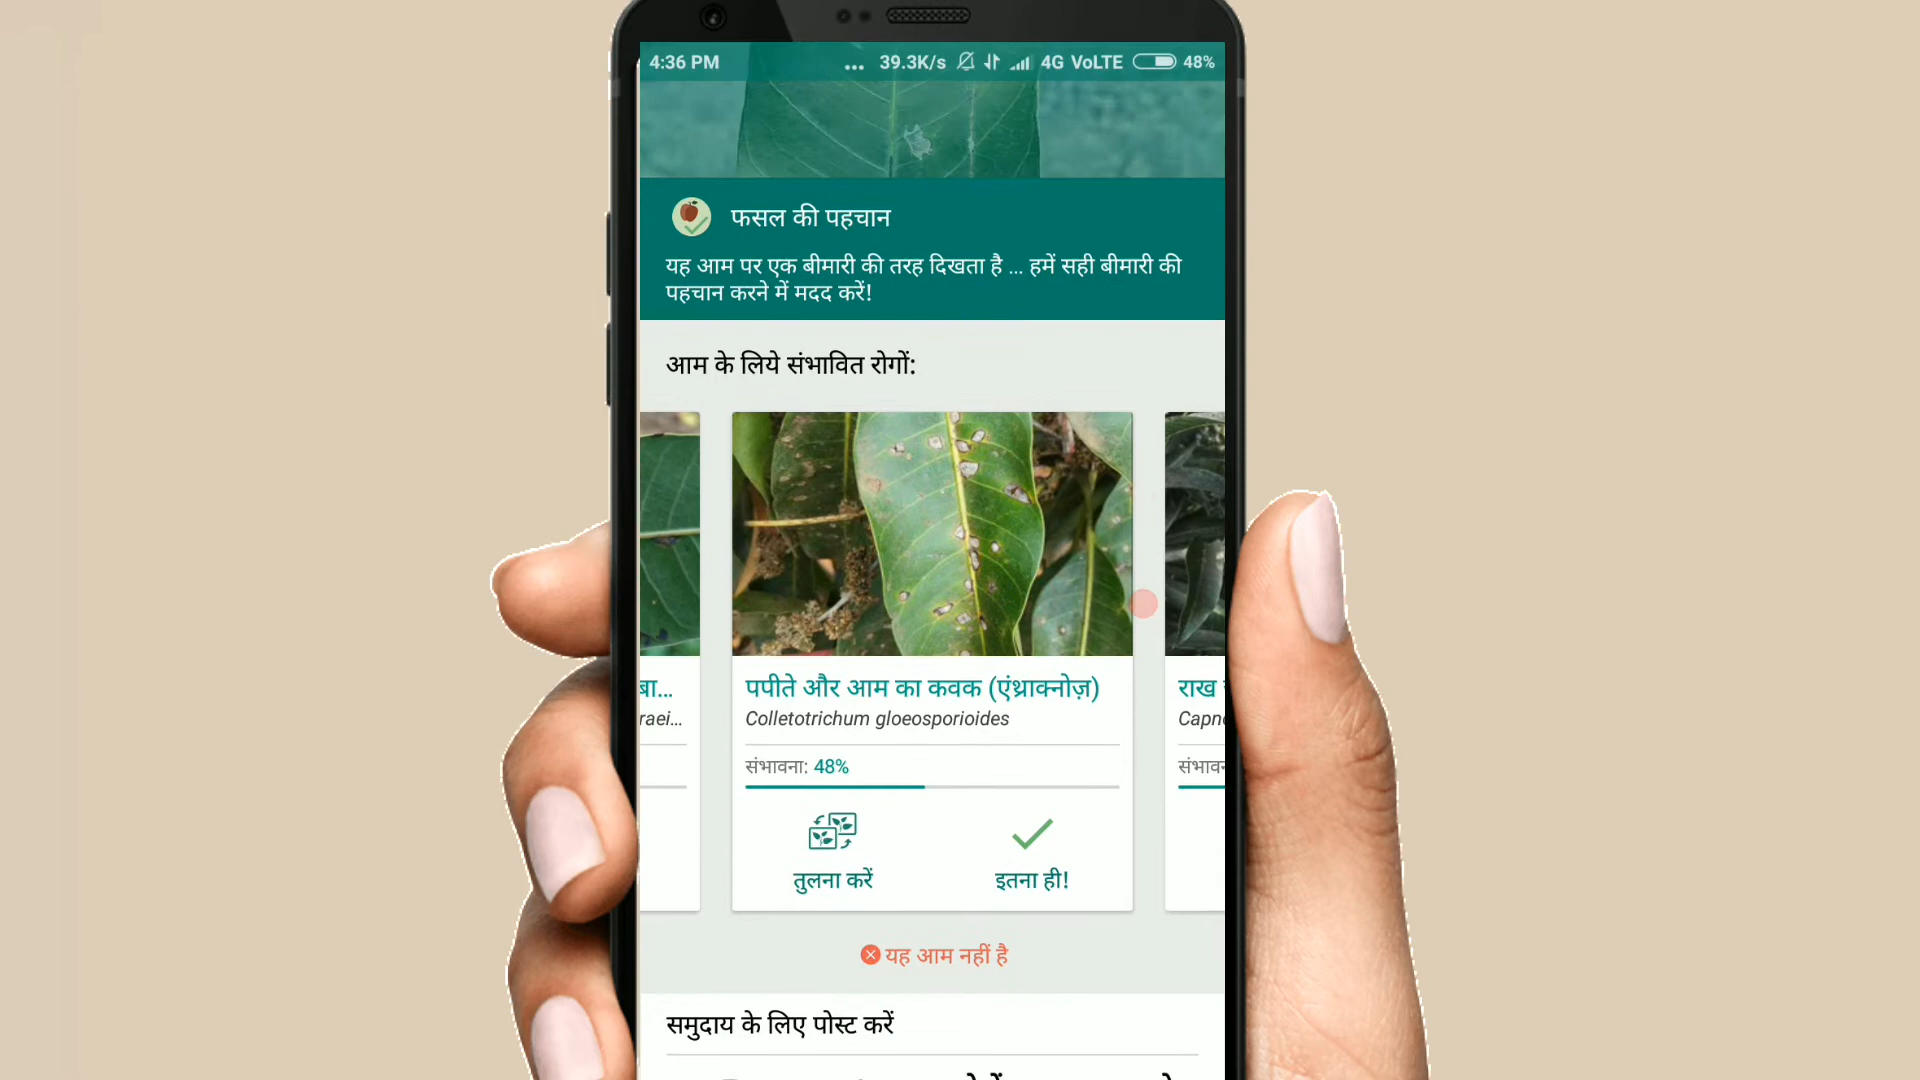 4:36 PM ... 39.3K/s 4G VoLTE 48%
फसल की पहचान
यह आम पर एक बीमारी की तरह दिखता है ... हमें सही बीमारी की
पहचान करने में मदद करें!
आम के लिये संभावित रोगों:
बा...
raei...
पपीते और आम का कवक (एंथ्राक्नोज़)
Colletotrichum gloeosporioides
संभावना: 48%
तुलना करें
इतना ही!
राख
यह आम नहीं है
समुदाय के लिए पोस्ट करें